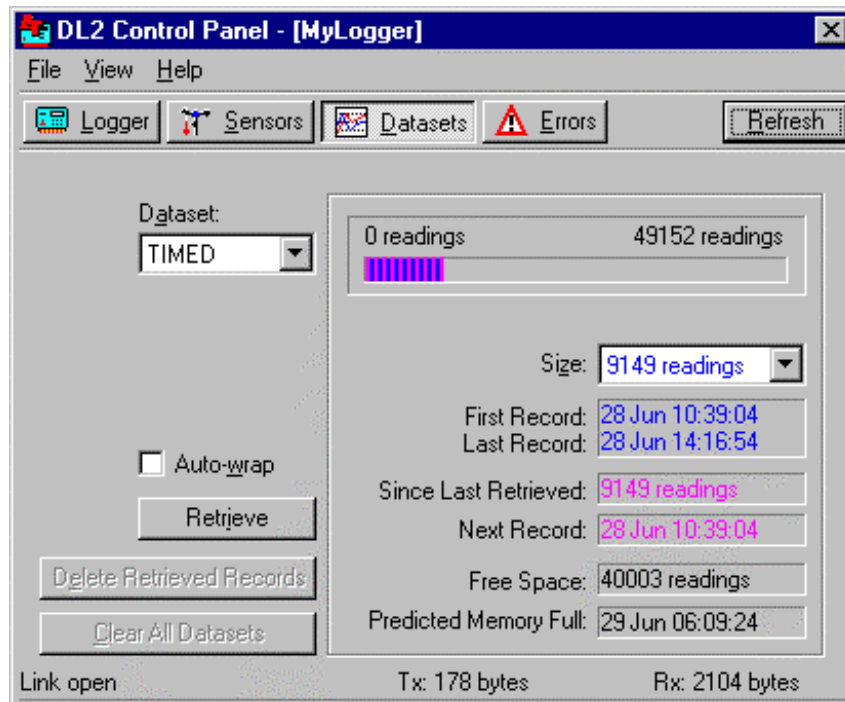 DL2 Control Panel - [MyLogger]
File View Help
Logger Sensors Datasets Errors Refresh
Dataset:
TIMED
0 readings 49152 readings
Size: 9149 readings
First Record: 28 Jun 10:39:04
Last Record: 28 Jun 14:16:54
Auto-wrap
Since Last Retrieved: 9149 readings
Retrieve
Next Record: 28 Jun 10:39:04
Delete Retrieved Records
Free Space: 40003 readings
Clear All Datasets
Predicted Memory Full: 29 Jun 06:09:24
Link open Tx: 178 bytes Rx: 2104 bytes